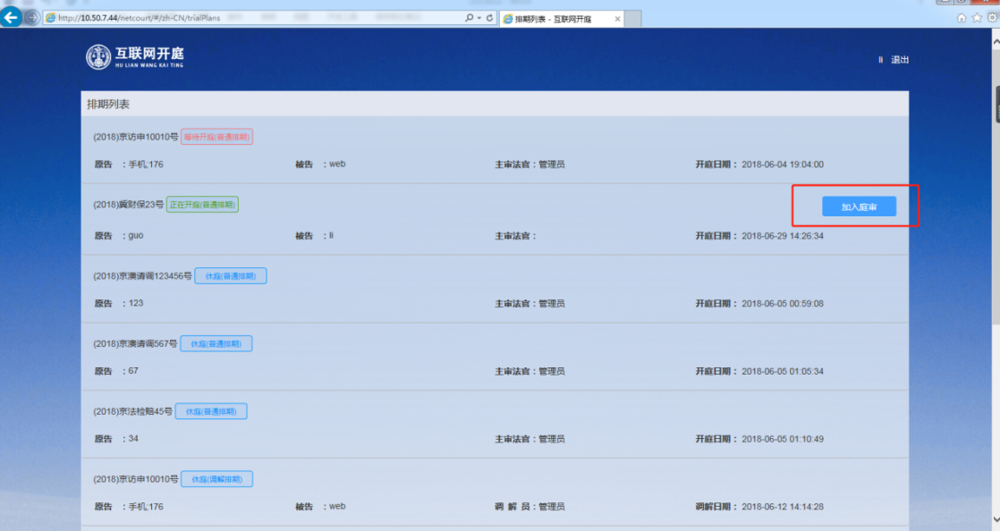 http://10.50.7.44/netcourt/#/zh-CN/trialPlans
排期列表 - 互联网开庭
互联网开庭
HU LIAN WANG KAI TING
li 退出
排期列表
(2018)京访申10010号 等待开庭(普通排期)
原告 : 手机176 被告 : web 主审法官 : 管理员 开庭日期 : 2018-06-04 19:04:00
(2018)冀财保23号 正在开庭(普通排期) 加入庭审
原告 : guo 被告 : li 主审法官 : 开庭日期 : 2018-06-29 14:26:34
(2018)京澳请调123456号 休庭(普通排期)
原告 : 123 主审法官 : 管理员 开庭日期 : 2018-06-05 00:59:08
(2018)京澳请调567号 休庭(普通排期)
原告 : 67 主审法官 : 管理员 开庭日期 : 2018-06-05 01:05:34
(2018)京法检赔45号 休庭(普通排期)
原告 : 34 主审法官 : 管理员 开庭日期 : 2018-06-05 01:10:49
(2018)京访申10010号 休庭(调解排期)
原告 : 手机176 被告 : web 调 解 员 : 管理员 调解日期 : 2018-06-12 14:14:28